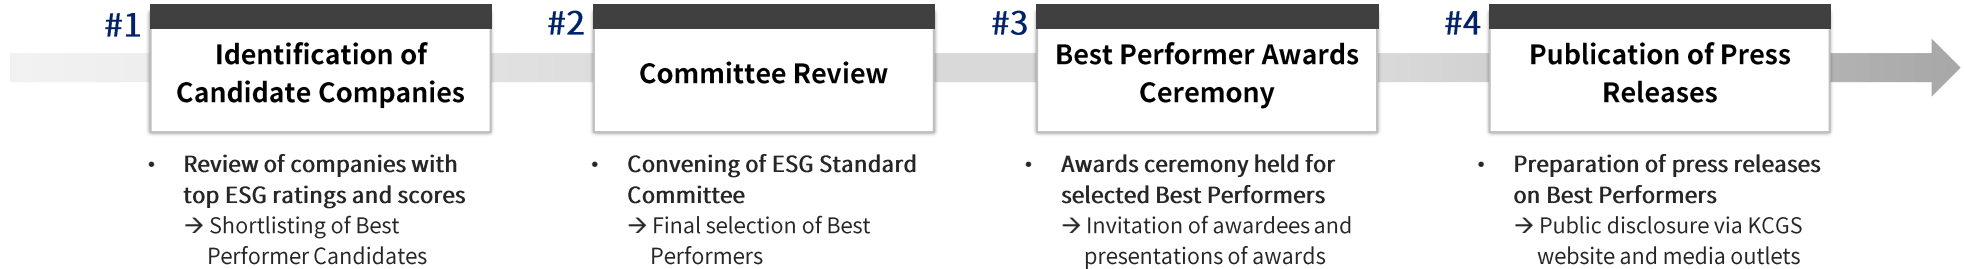 #1
Identification of
Candidate Companies
• Review of companies with
top ESG ratings and scores
→ Shortlisting of Best
Performer Candidates
#2
Committee Review
• Convening of ESG Standard
Committee
→ Final selection of Best
Performers
#3
Best Performer Awards
Ceremony
• Awards ceremony held for
selected Best Performers
→ Invitation of awardees and
presentations of awards
#4
Publication of Press
Releases
• Preparation of press releases
on Best Performers
→ Public disclosure via KCGS
website and media outlets